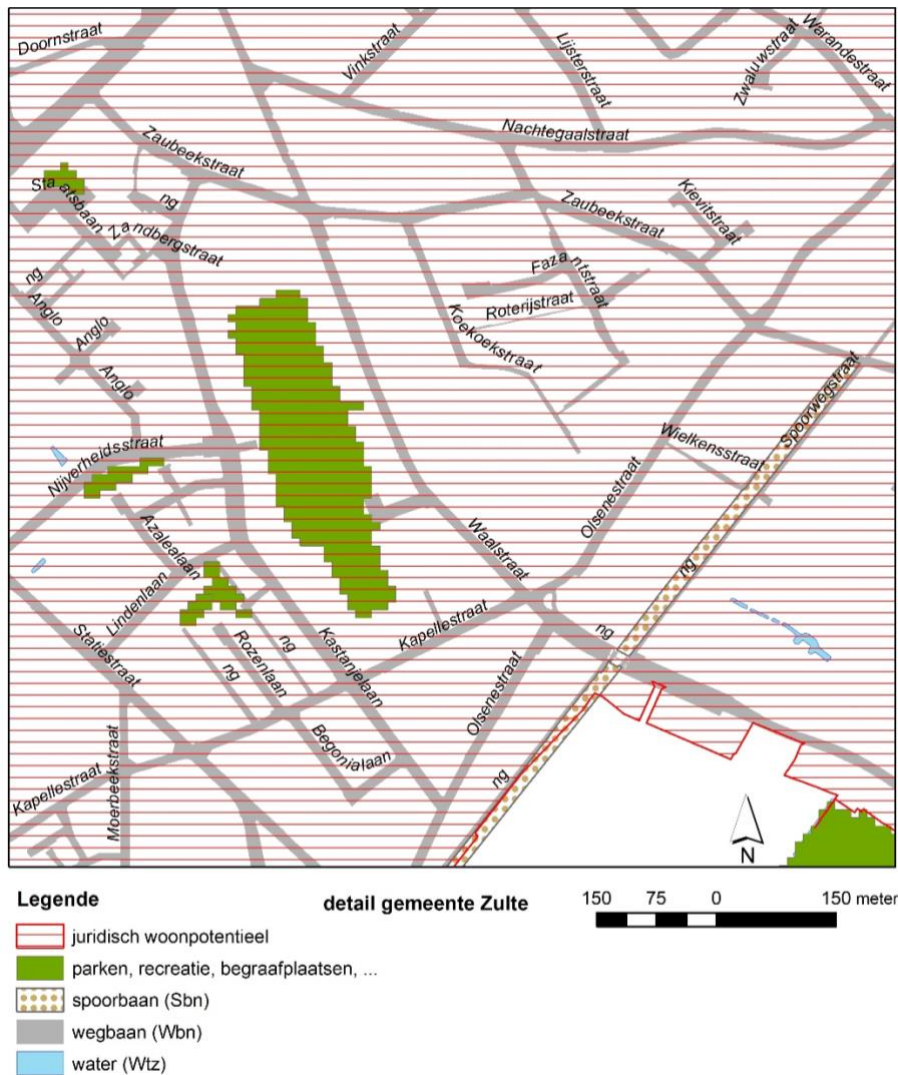 Doornstraat
Vinkstraat
Lijsterstraat
Zwaluwstraat
Warandestraat
Nachtegaalstraat
Zaubeekstraat
Staatsbaan
ng
Zandbergstraat
Zaubeekstraat
Kievitstraat
ng
Anglo
Anglo
Anglo
Fazantstraat
Roterijstraat
Koekoekstraat
Spoorwegstraat
Nijverheidsstraat
Wielkensstraat
Olsenestraat
Azalealaan
Waalstraat
ng
Lindenlaan
Statiestraat
Rozenlaan
ng
ng
Kastanjelaan
Kapellestraat
ng
Olsenestraat
Begonialaan
ng
Moerbeekstraat
Kapellestraat
N
Legende
detail gemeente Zulte
150 75 0 150 meter
juridisch woonpotentieel
parken, recreatie, begraafplaatsen, ...
spoorbaan (Sbn)
wegbaan (Wbn)
water (Wtz)